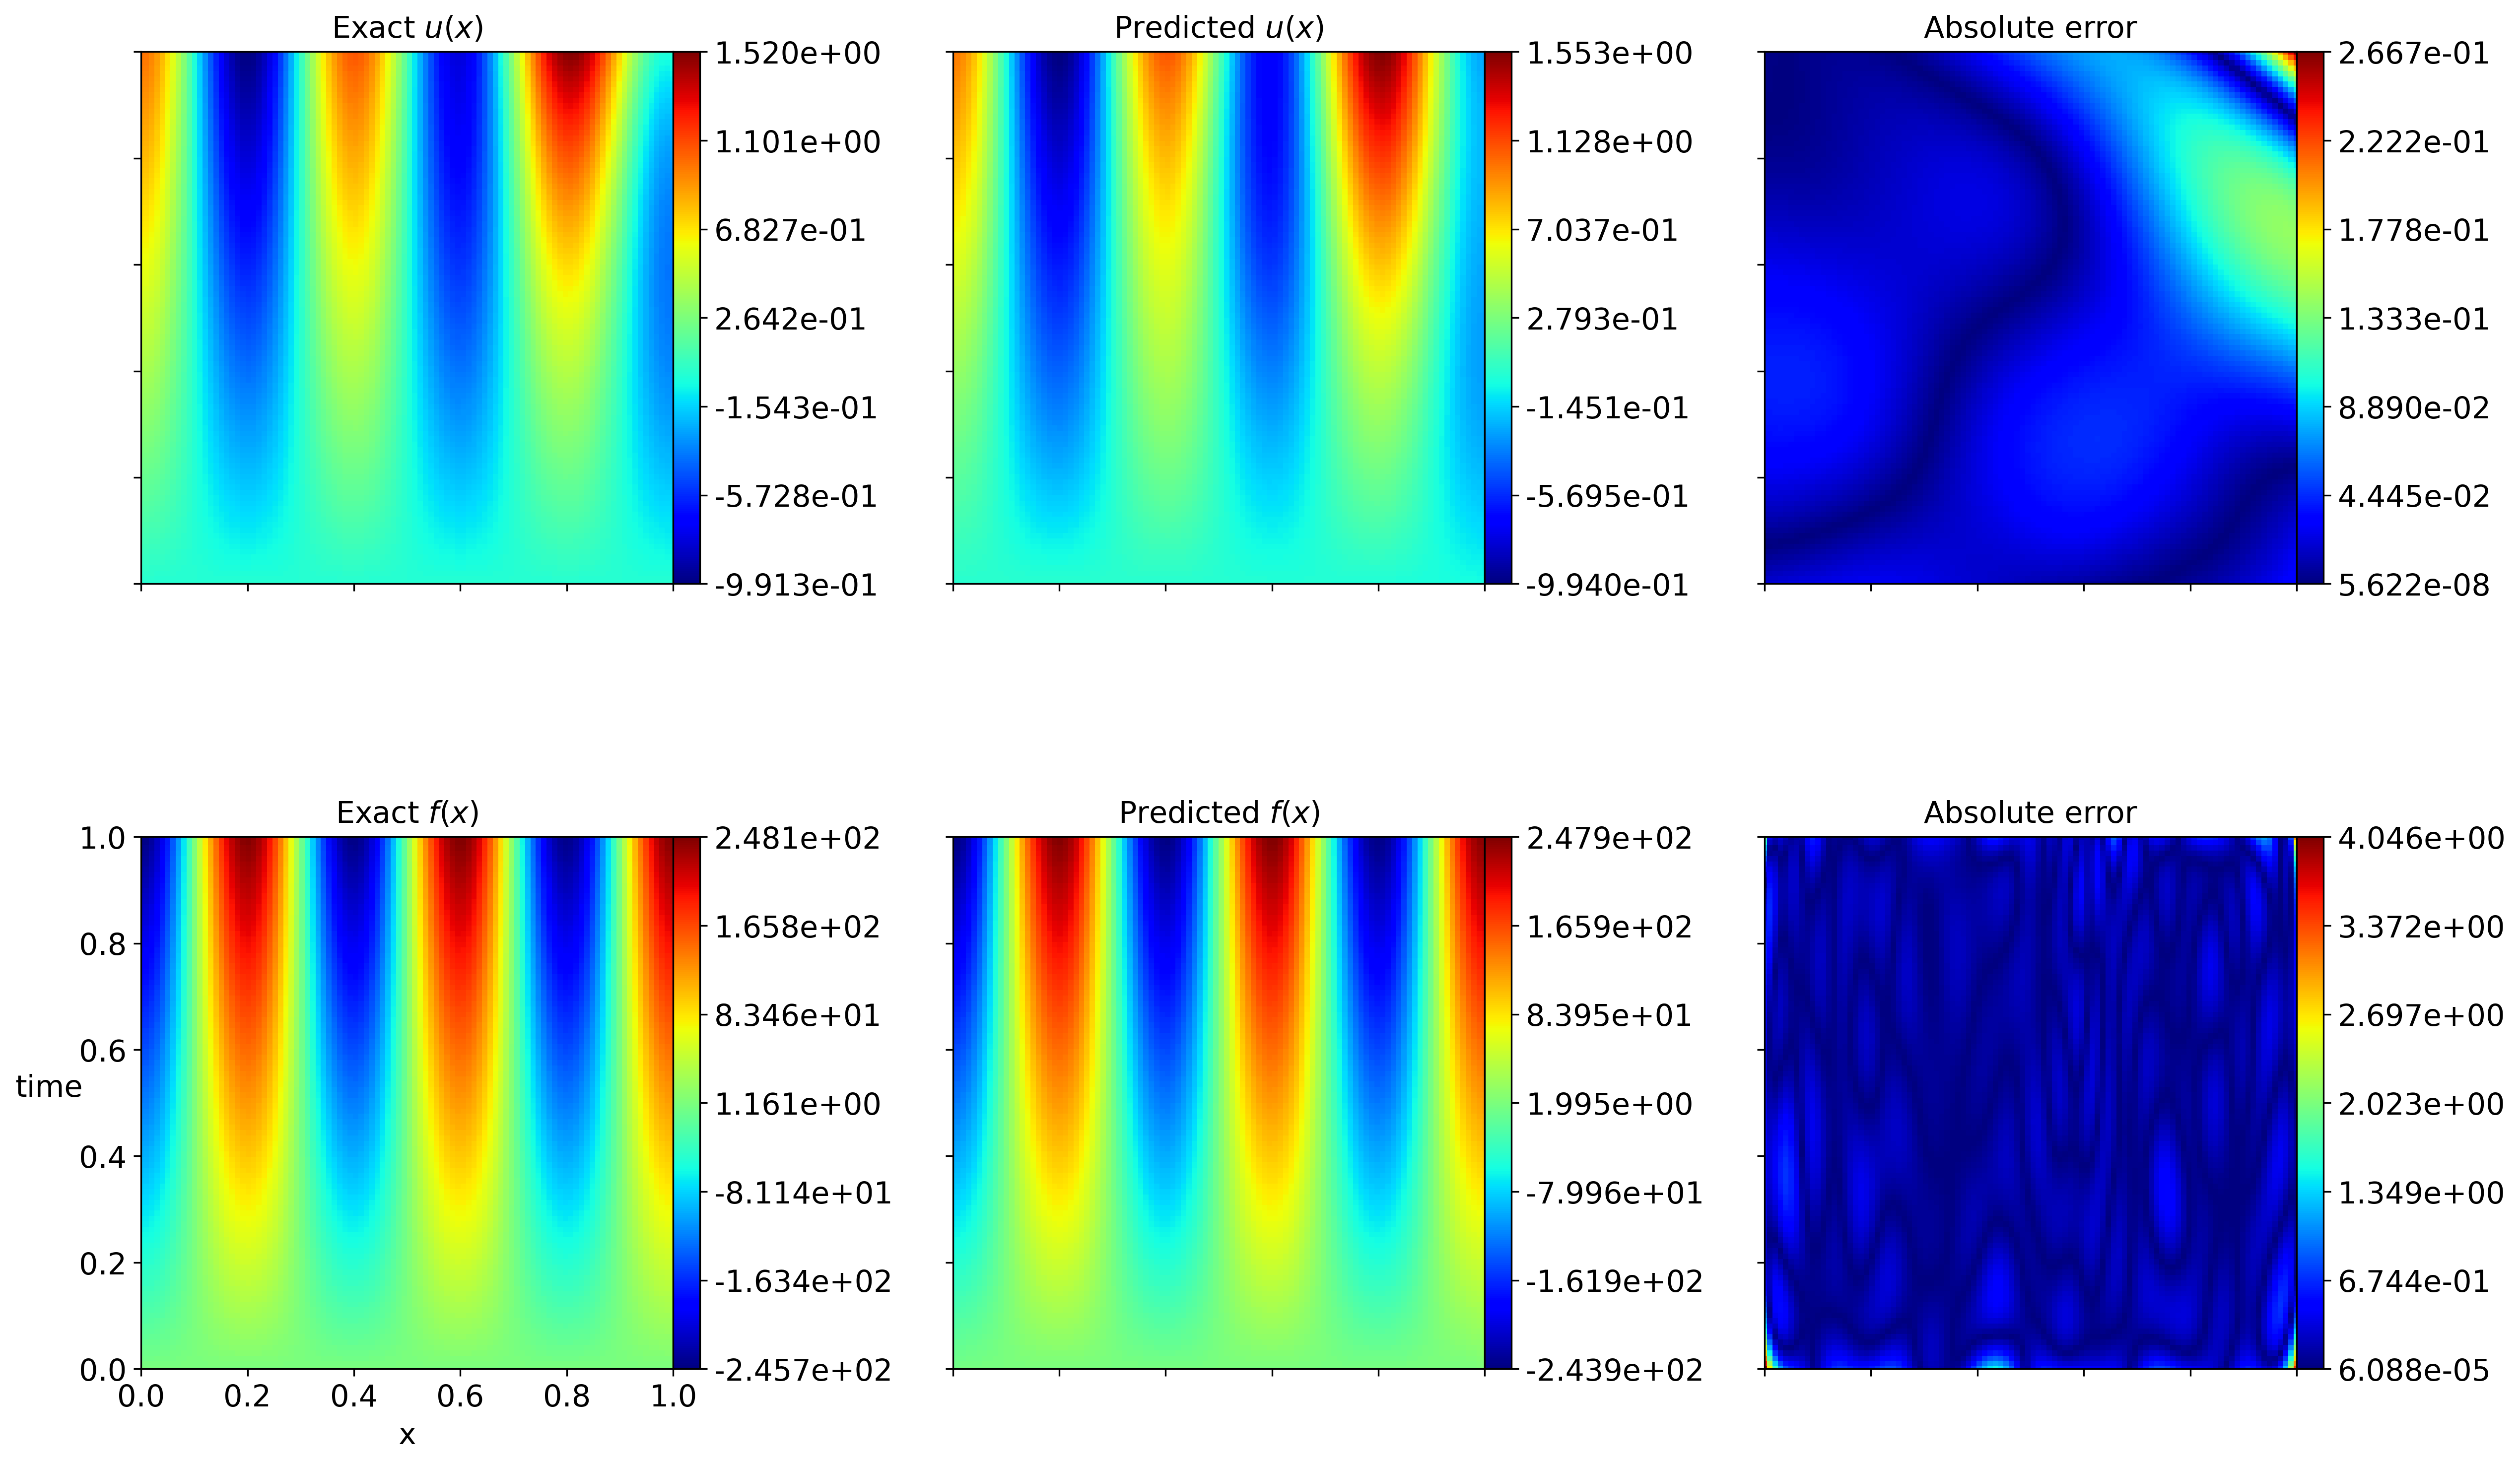 Exact u(x)
1.520e+00
1.101e+00
6.827e-01
2.642e-01
-1.543e-01
-5.728e-01
-9.913e-01
Predicted u(x)
1.553e+00
1.128e+00
7.037e-01
2.793e-01
-1.451e-01
-5.695e-01
-9.940e-01
Absolute error
2.667e-01
2.222e-01
1.778e-01
1.333e-01
8.890e-02
4.445e-02
5.622e-08
Exact f(x)
time
1.0
0.8
0.6
0.4
0.2
0.0
0.0 0.2 0.4 0.6 0.8 1.0
x
2.481e+02
1.658e+02
8.346e+01
1.161e+00
-8.114e+01
-1.634e+02
-2.457e+02
Predicted f(x)
2.479e+02
1.659e+02
8.395e+01
1.995e+00
-7.996e+01
-1.619e+02
-2.439e+02
Absolute error
4.046e+00
3.372e+00
2.697e+00
2.023e+00
1.349e+00
6.744e-01
6.088e-05